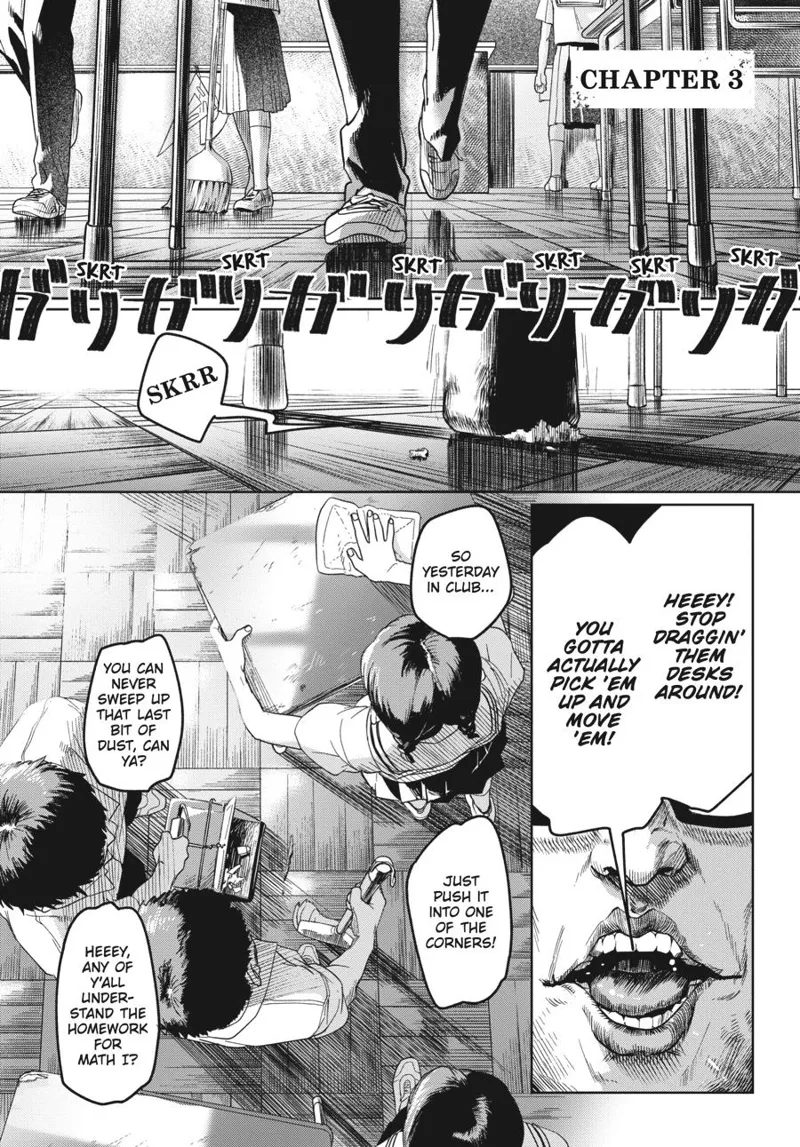 CHAPTER 3
SKRT
SKRT
SKRT
SKRT
SKRT
SKRT
ガリガリガリガリガリガ
SKRR
HEEEY!
STOP
DRAGGIN'
THEM
DESKS
AROUND!
YOU
GOTTA
ACTUALLY
PICK 'EM
UP AND
MOVE
'EM!
SO
YESTERDAY
IN CLUB...
YOU CAN
NEVER
SWEEP UP
THAT LAST
BIT OF
DUST, CAN
YA?
JUST
PUSH IT
INTO ONE
OF THE
CORNERS!
HEEEY,
ANY OF
Y'ALL
UNDER-
STAND THE
HOMEWORK
FOR
MATH I?